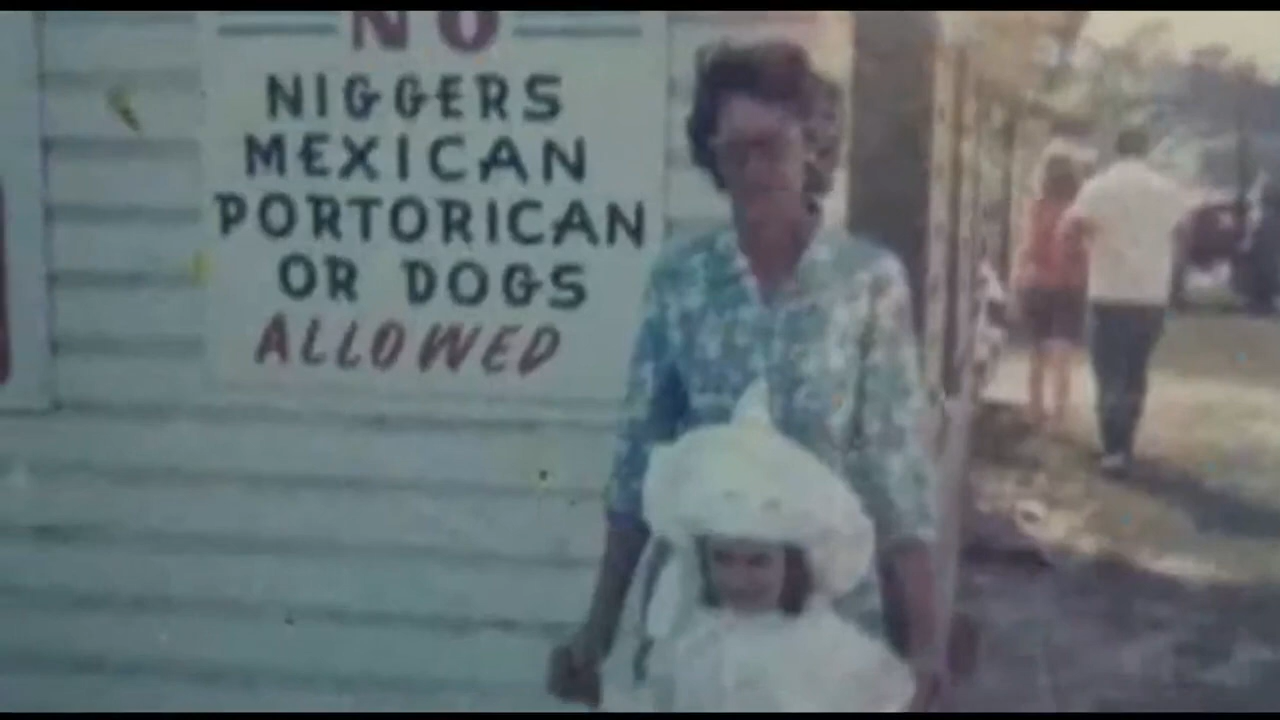 NO
NIGGERS
MEXICAN
PORTORICAN
OR DOGS
ALLOWED